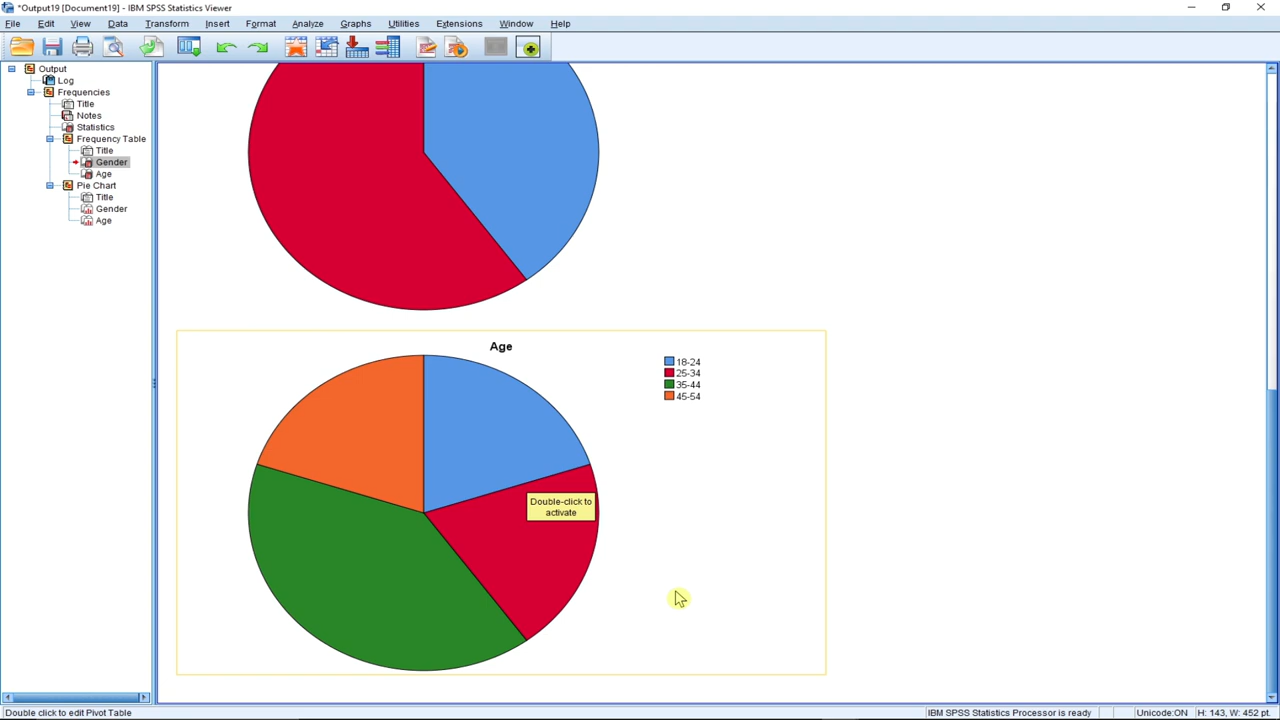 *Output19 [Document19] - IBM SPSS Statistics Viewer
File Edit View Data Transform Insert Format Analyze Graphs Utilities Extensions Window Help
Output
Log
Frequencies
Title
Notes
Statistics
Frequency Table
Title
Gender
Age
Pie Chart
Title
Gender
Age
Age
18-24
25-34
35-44
45-54
Double-click to
activate
Double click to edit Pivot Table IBM SPSS Statistics Processor is ready Unicode:ON H: 143, W: 452 pt.